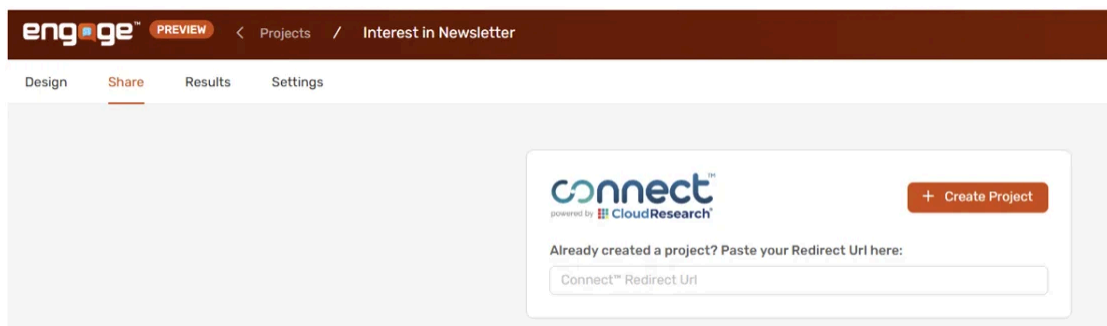 engage™ PREVIEW < Projects / Interest in Newsletter
Design Share Results Settings
connect™
powered by CloudResearch®
+ Create Project
Already created a project? Paste your Redirect Url here:
Connect™ Redirect Url